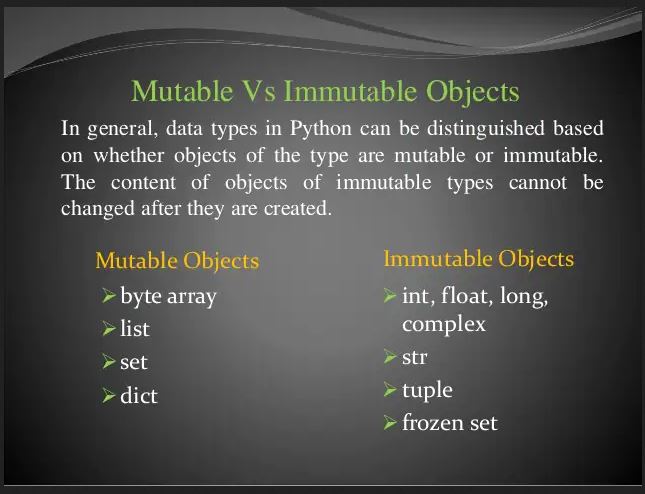 Mutable Vs Immutable Objects
In general, data types in Python can be distinguished based
on whether objects of the type are mutable or immutable.
The content of objects of immutable types cannot be
changed after they are created.
Mutable Objects
byte array
list
set
dict
Immutable Objects
int, float, long,
complex
str
tuple
frozen set